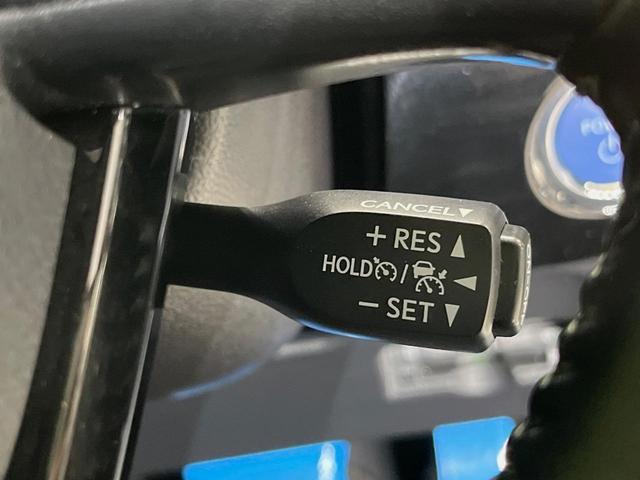 CANCEL▼
+ RES ▲
HOLD / ◀
− SET ▼